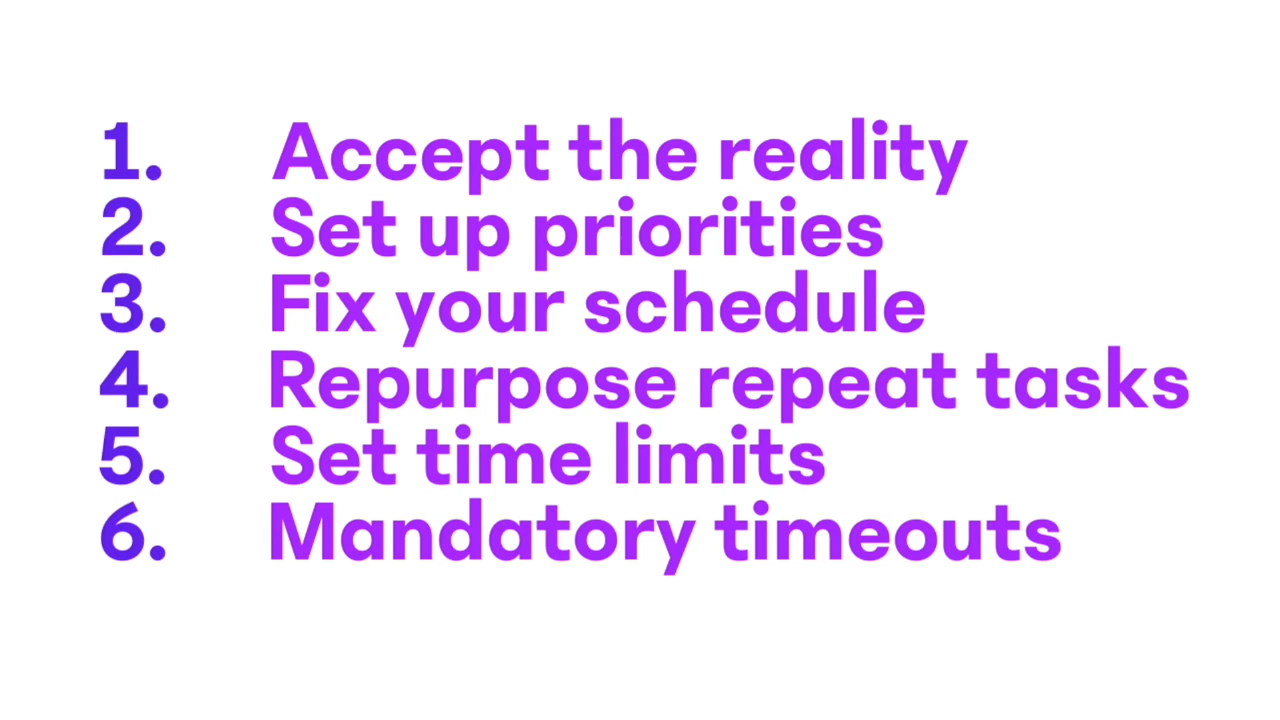 1. Accept the reality
2. Set up priorities
3. Fix your schedule
4. Repurpose repeat tasks
5. Set time limits
6. Mandatory timeouts